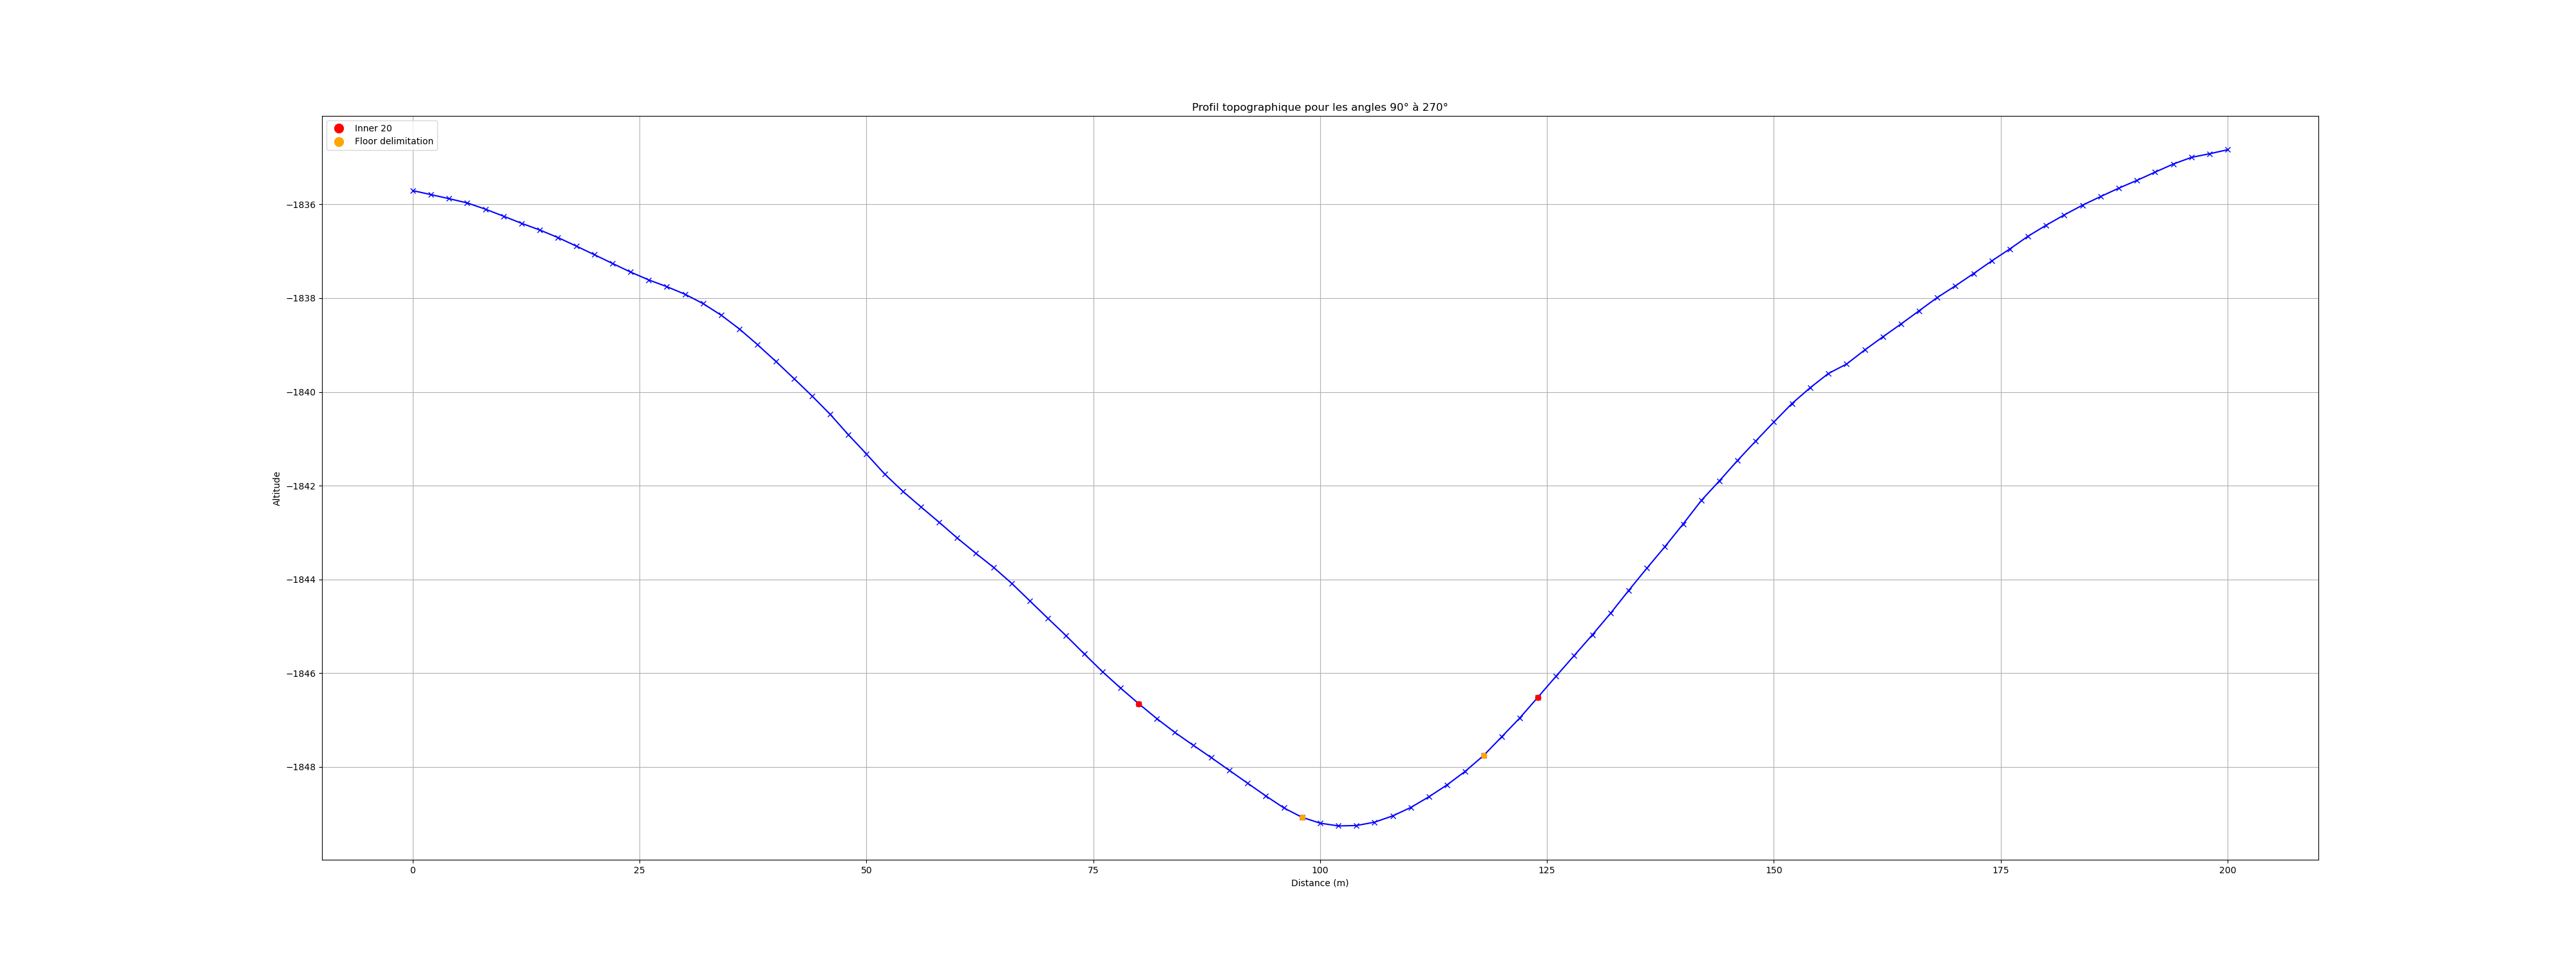 Profil topographique pour les angles 90° à 270°
Inner 20
Floor delimitation
Altitude
−1836
−1838
−1840
−1842
−1844
−1846
−1848
0 25 50 75 100 125 150 175 200
Distance (m)